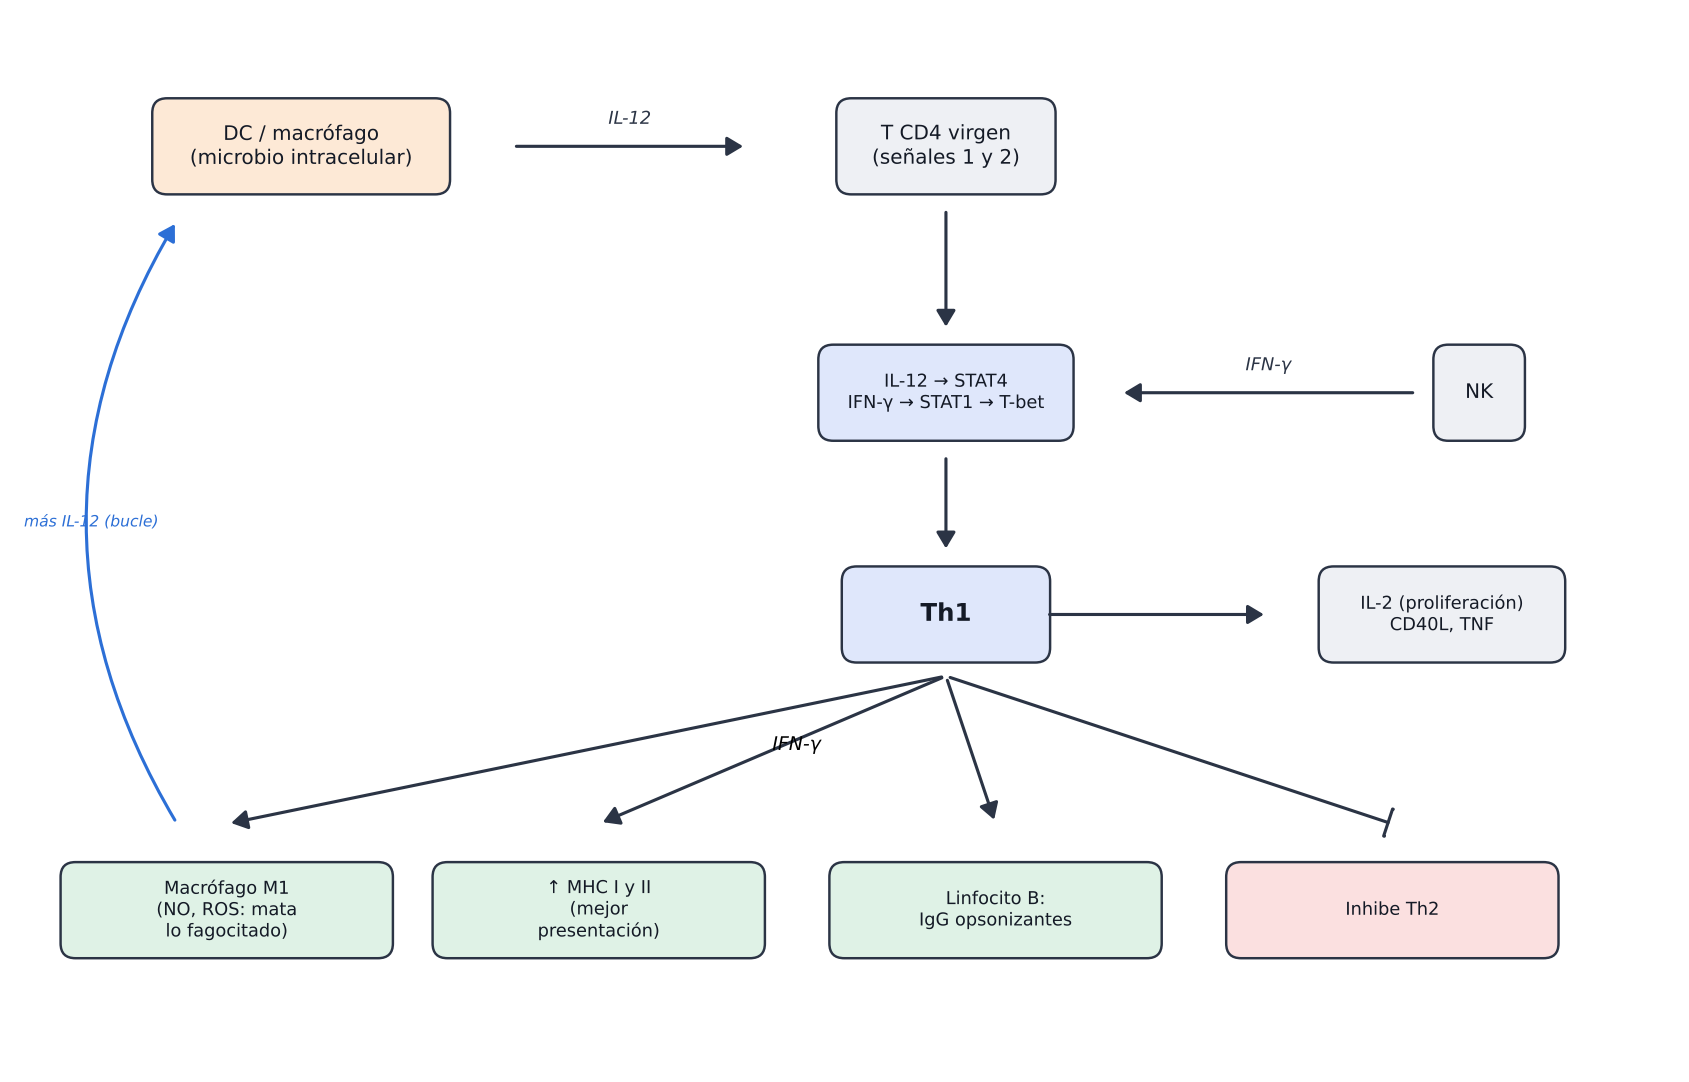 DC / macrófago
(microbio intracelular)
IL-12
T CD4 virgen
(señales 1 y 2)
IL-12 → STAT4
IFN-γ → STAT1 → T-bet
IFN-γ
NK
más IL-12 (bucle)
Th1
IL-2 (proliferación)
CD40L, TNF
IFN-γ
Macrófago M1
(NO, ROS: mata
lo fagocitado)
↑ MHC I y II
(mejor
presentación)
Linfocito B:
IgG opsonizantes
Inhibe Th2